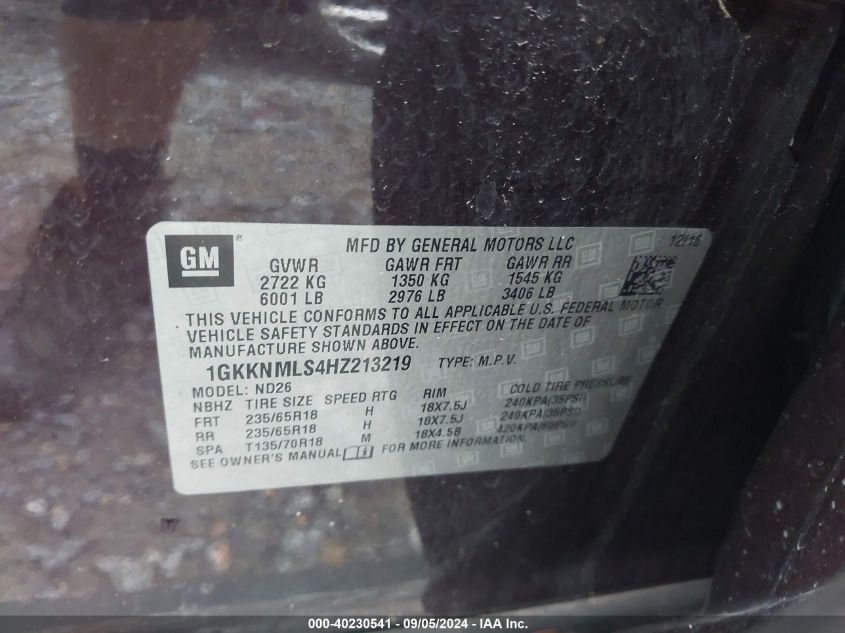 GM ®
MFD BY GENERAL MOTORS LLC 12/16
GVWR GAWR FRT GAWR RR
2722 KG 1350 KG 1545 KG
6001 LB 2976 LB 3406 LB
THIS VEHICLE CONFORMS TO ALL APPLICABLE U.S. FEDERAL MOTOR
VEHICLE SAFETY STANDARDS IN EFFECT ON THE DATE OF
MANUFACTURE SHOWN ABOVE.
1GKKNMLS4HZ213219 TYPE: M.P.V.
MODEL: ND26
NBHZ TIRE SIZE SPEED RTG RIM COLD TIRE PRESSURE
FRT 235/65R18 H 18X7.5J 240KPA(35PSI)
RR 235/65R18 H 18X7.5J 240KPA(35PSI)
SPA T135/70R18 M 18X4.5B 420KPA(60PSI)
SEE OWNER'S MANUAL FOR MORE INFORMATION.
000-40230541 - 09/05/2024 - © IAA Holdings, LLC.